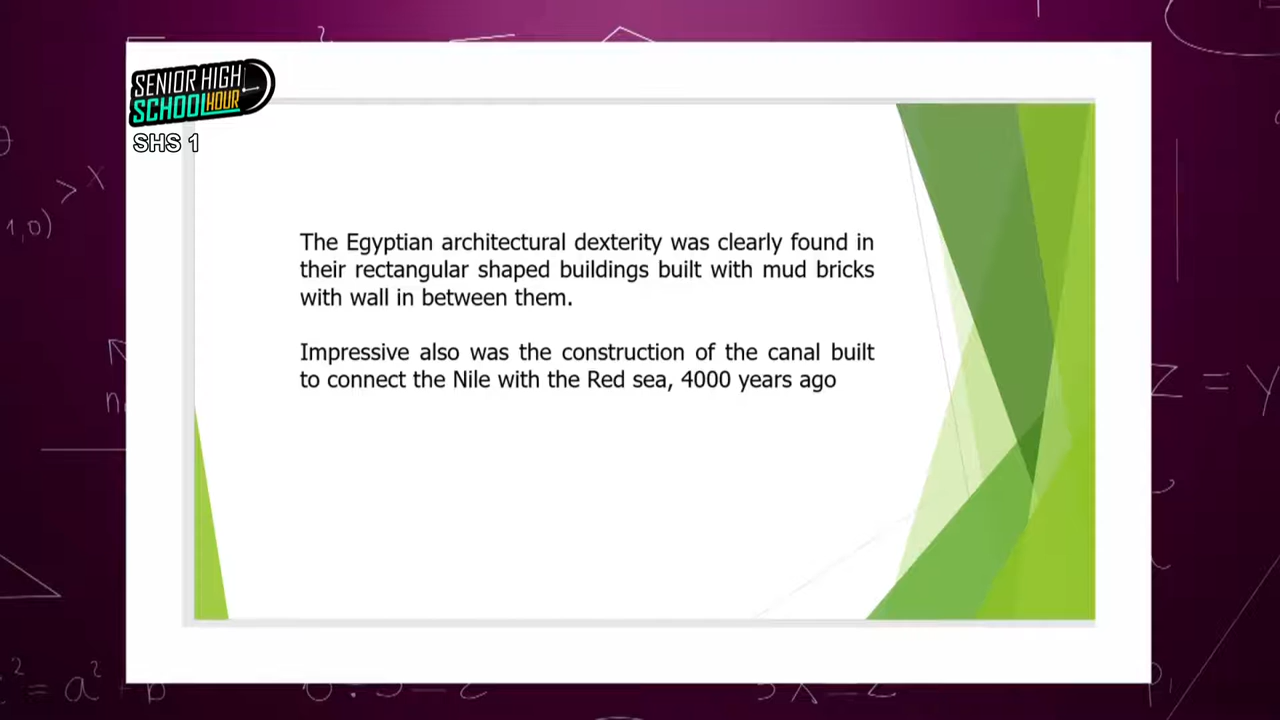 SENIOR HIGH
SCHOOL HOUR
SHS 1
The Egyptian architectural dexterity was clearly found in
their rectangular shaped buildings built with mud bricks
with wall in between them.
Impressive also was the construction of the canal built
to connect the Nile with the Red sea, 4000 years ago